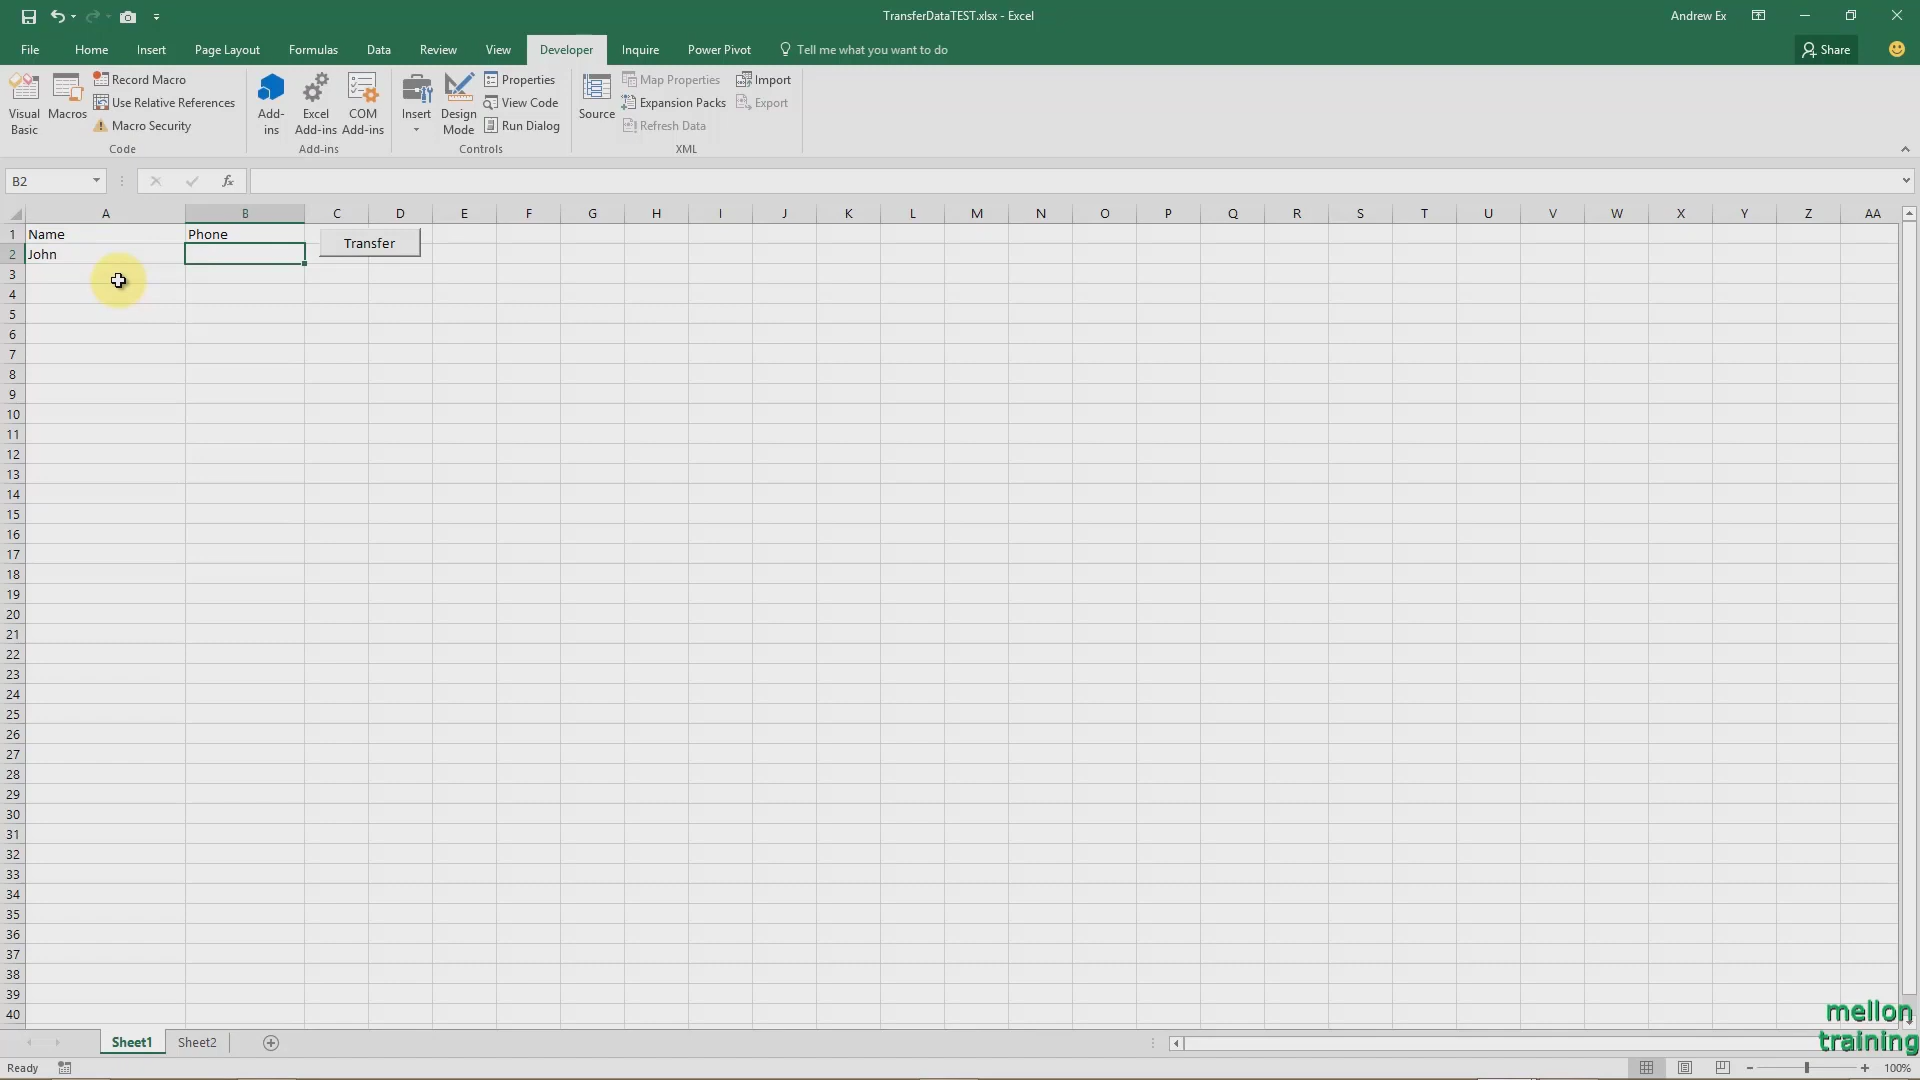 TransferDataTEST.xlsx - Excel
Andrew Ex
File Home Insert Page Layout Formulas Data Review View Developer Inquire Power Pivot Tell me what you want to do
Share
Visual Basic
Macros
Record Macro
Use Relative References
Macro Security
Code
Add-ins
Excel Add-ins
COM Add-ins
Add-ins
Insert
Design Mode
Properties
View Code
Run Dialog
Controls
Source
Map Properties
Expansion Packs
Refresh Data
Import
Export
XML
B2
fx
A B C D E F G H I J K L M N O P Q R S T U V W X Y Z AA
1 Name Phone
Transfer
2 John
3
4
5
6
7
8
9
10
11
12
13
14
15
16
17
18
19
20
21
22
23
24
25
26
27
28
29
30
31
32
33
34
35
36
37
38
39
40
Sheet1 Sheet2
Ready
100%
mellon
training